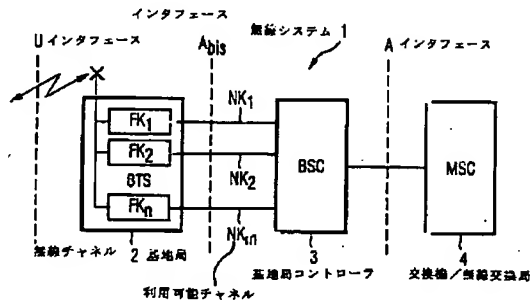 インタフェース
U インタフェース
Abis
無線システム 1
A インタフェース
FK1
FK2
BTS
FKn
NK1
NK2
NKm
BSC
MSC
無線チャネル
2 基地局
3
基地局コントローラ
4
交換機/無線交換局
利用可能チャネル